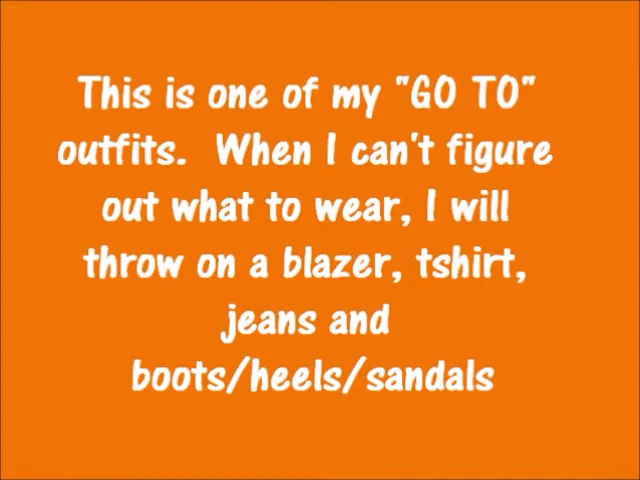 This is one of my "GO TO"
outfits.  When I can't figure
out what to wear, I will
throw on a blazer, tshirt,
jeans and
boots/heels/sandals